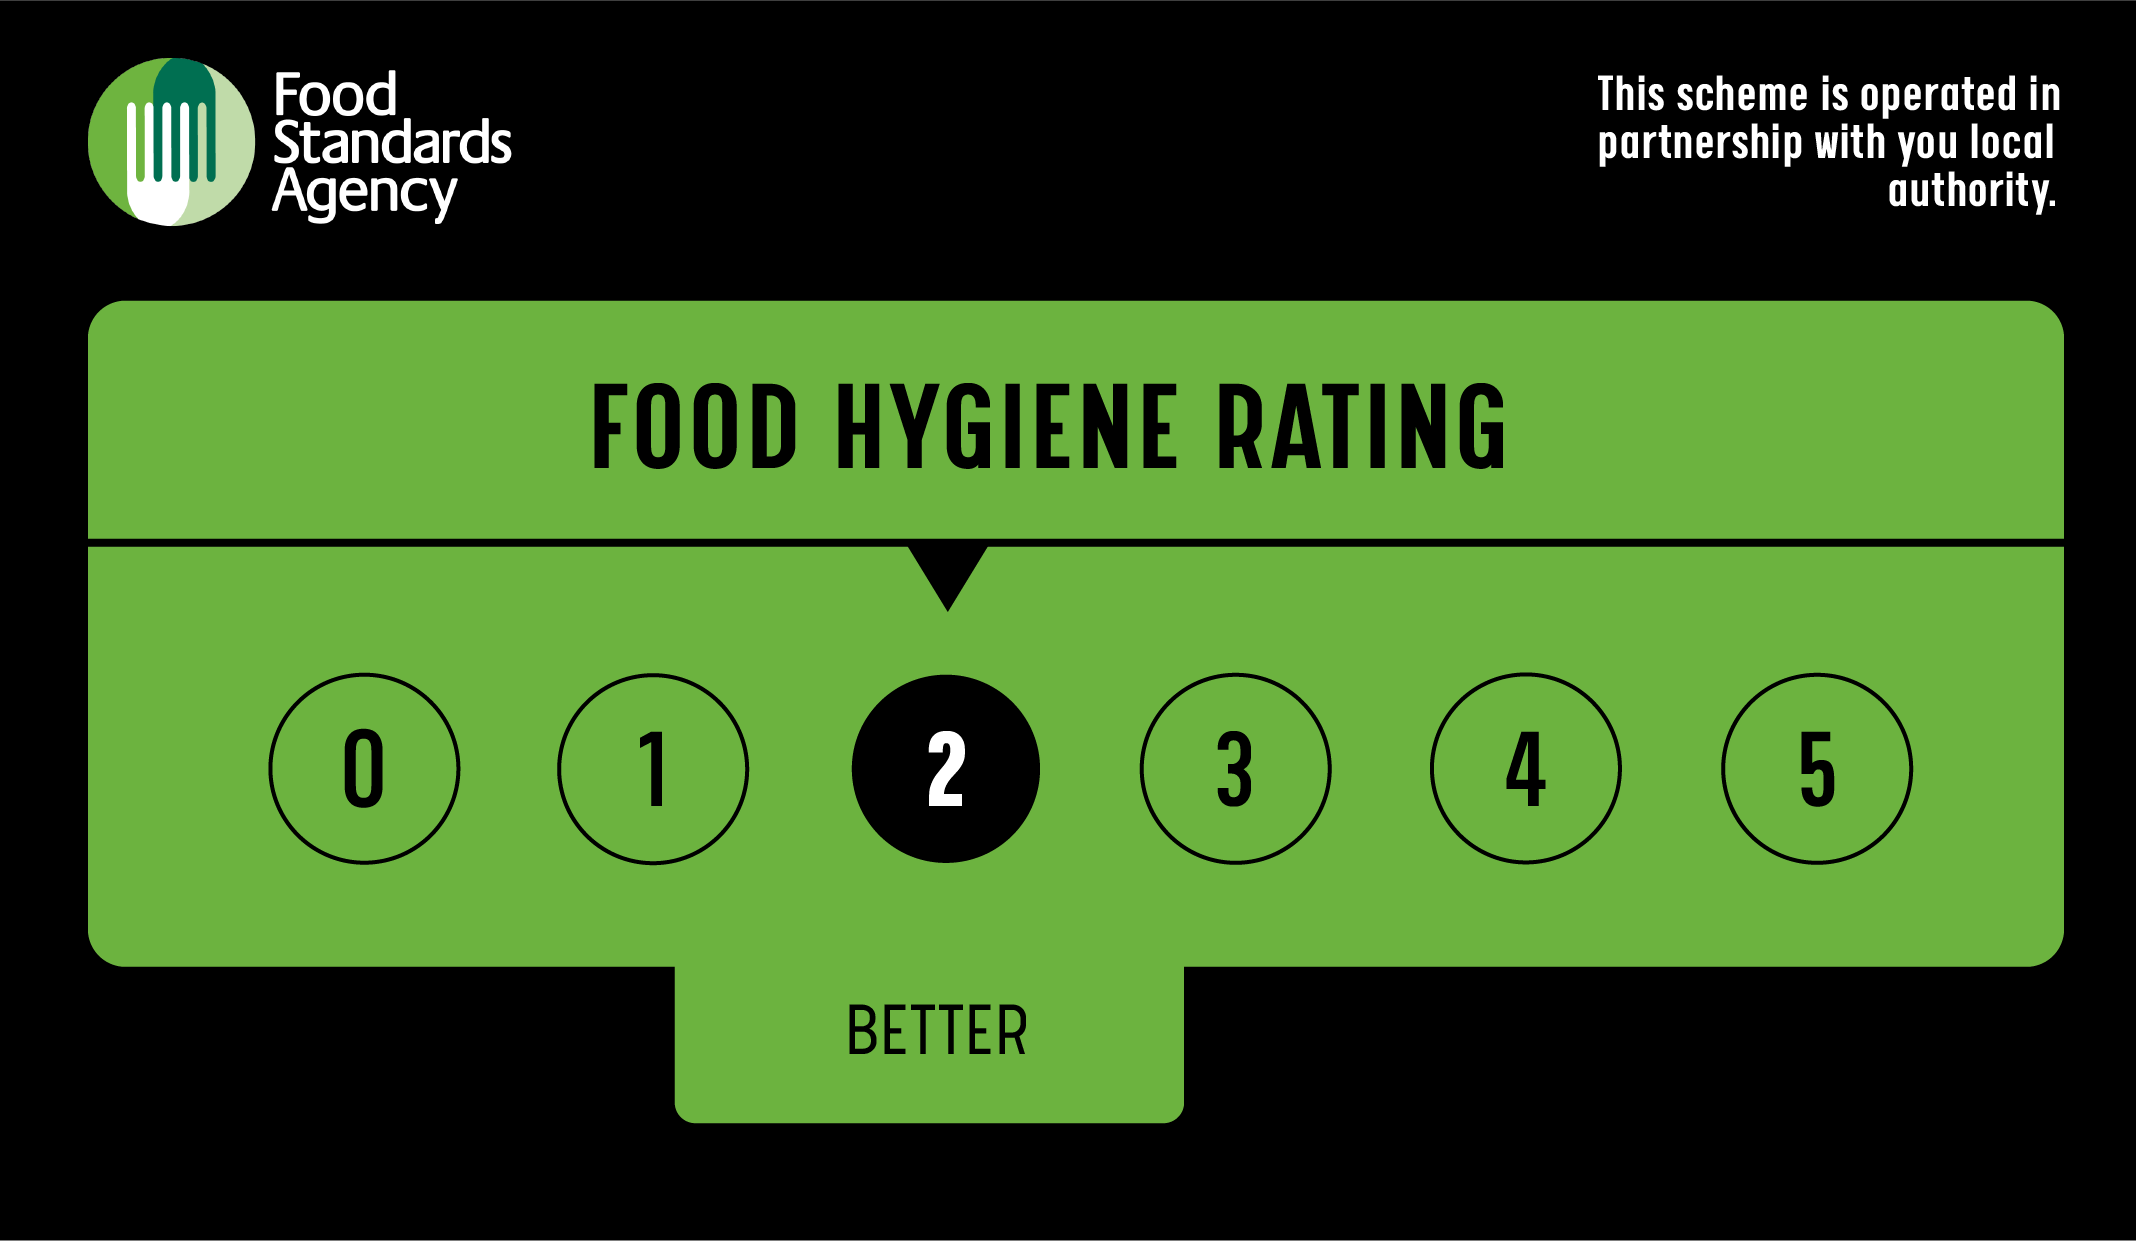 Food
Standards
Agency
This scheme is operated in
partnership with you local
authority.
FOOD HYGIENE RATING
0 1 2 3 4 5
BETTER